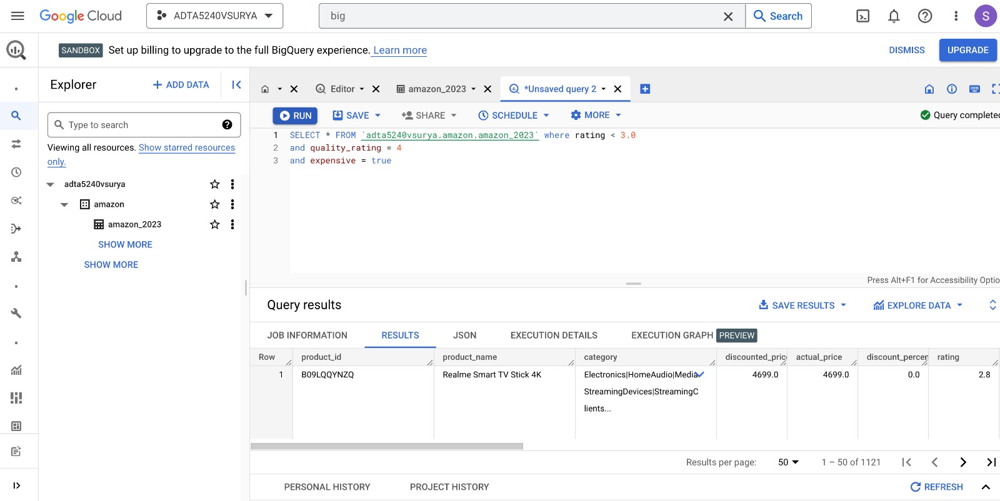 Google Cloud
ADTA5240VSURYA
big
Search
S
SANDBOX Set up billing to upgrade to the full BigQuery experience. Learn more
DISMISS
UPGRADE
Explorer
+ ADD DATA
Editor
amazon_2023
*Unsaved query 2
Type to search
RUN
SAVE
SHARE
SCHEDULE
MORE
Query completed
Viewing all resources. Show starred resources
only.
1 SELECT * FROM `adta5240vsurya.amazon.amazon_2023` where rating < 3.0
2 and quality_rating = 4
3 and expensive = true
adta5240vsurya
amazon
amazon_2023
SHOW MORE
SHOW MORE
Press Alt+F1 for Accessibility Optio
Query results
SAVE RESULTS
EXPLORE DATA
JOB INFORMATION
RESULTS
JSON
EXECUTION DETAILS
EXECUTION GRAPH PREVIEW
Row product_id product_name category discounted_pric actual_price discount_percen rating
1 B09LQQYNZQ Realme Smart TV Stick 4K Electronics|HomeAudio|Media 4699.0 4699.0 0.0 2.8
StreamingDevices|StreamingC
lients...
Results per page: 50 1 – 50 of 1121
PERSONAL HISTORY
PROJECT HISTORY
REFRESH